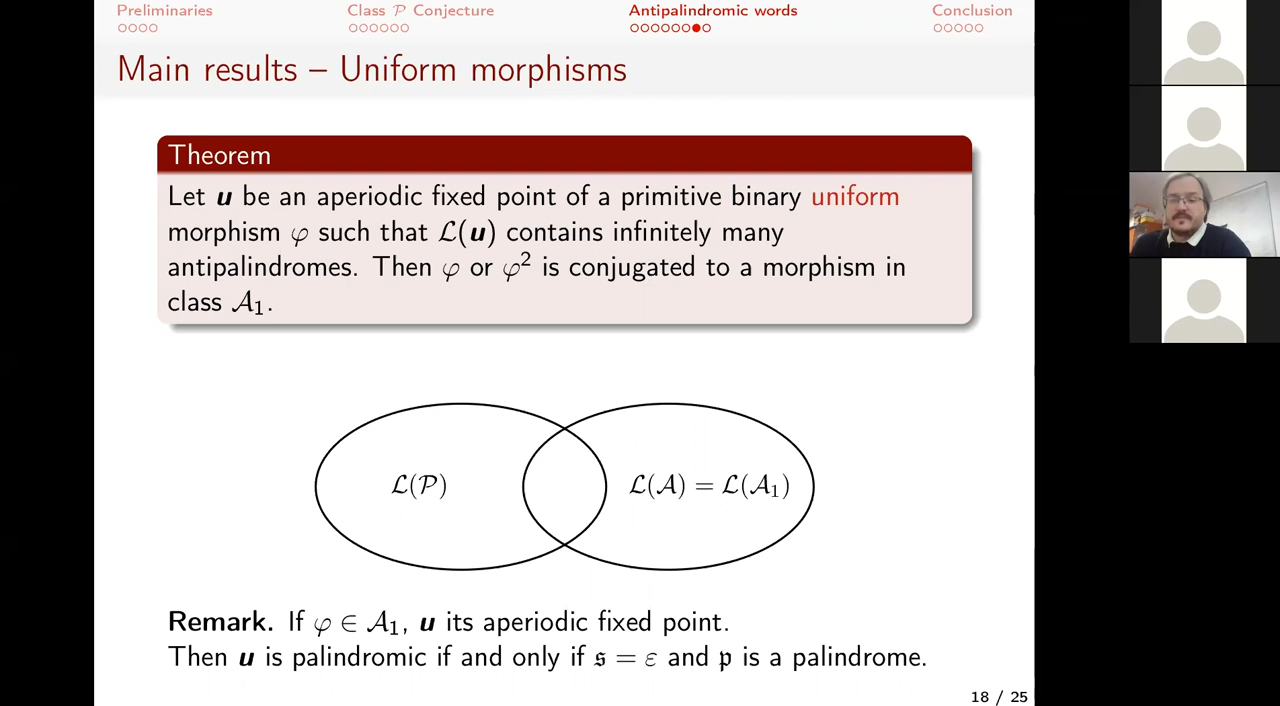 Preliminaries Class 𝒫 Conjecture Antipalindromic words Conclusion
Main results – Uniform morphisms
Theorem
Let u be an aperiodic fixed point of a primitive binary uniform
morphism φ such that ℒ(u) contains infinitely many
antipalindromes. Then φ or φ² is conjugated to a morphism in
class 𝒜₁.
ℒ(𝒫) ℒ(𝒜) = ℒ(𝒜₁)
Remark. If φ ∈ 𝒜₁, u its aperiodic fixed point.
Then u is palindromic if and only if 𝔰 = ε and 𝔭 is a palindrome.
18 / 25